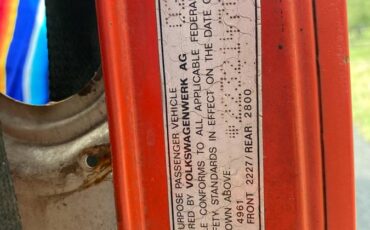 URPOSE PASSENGER VEHICLE
RED BY VOLKSWAGENWERK AG
LE CONFORMS TO ALL APPLICABLE FEDERA
FETY STANDARDS IN EFFECT ON THE DATE O
OWN ABOVE
4961
FRONT 2227/REAR 2800